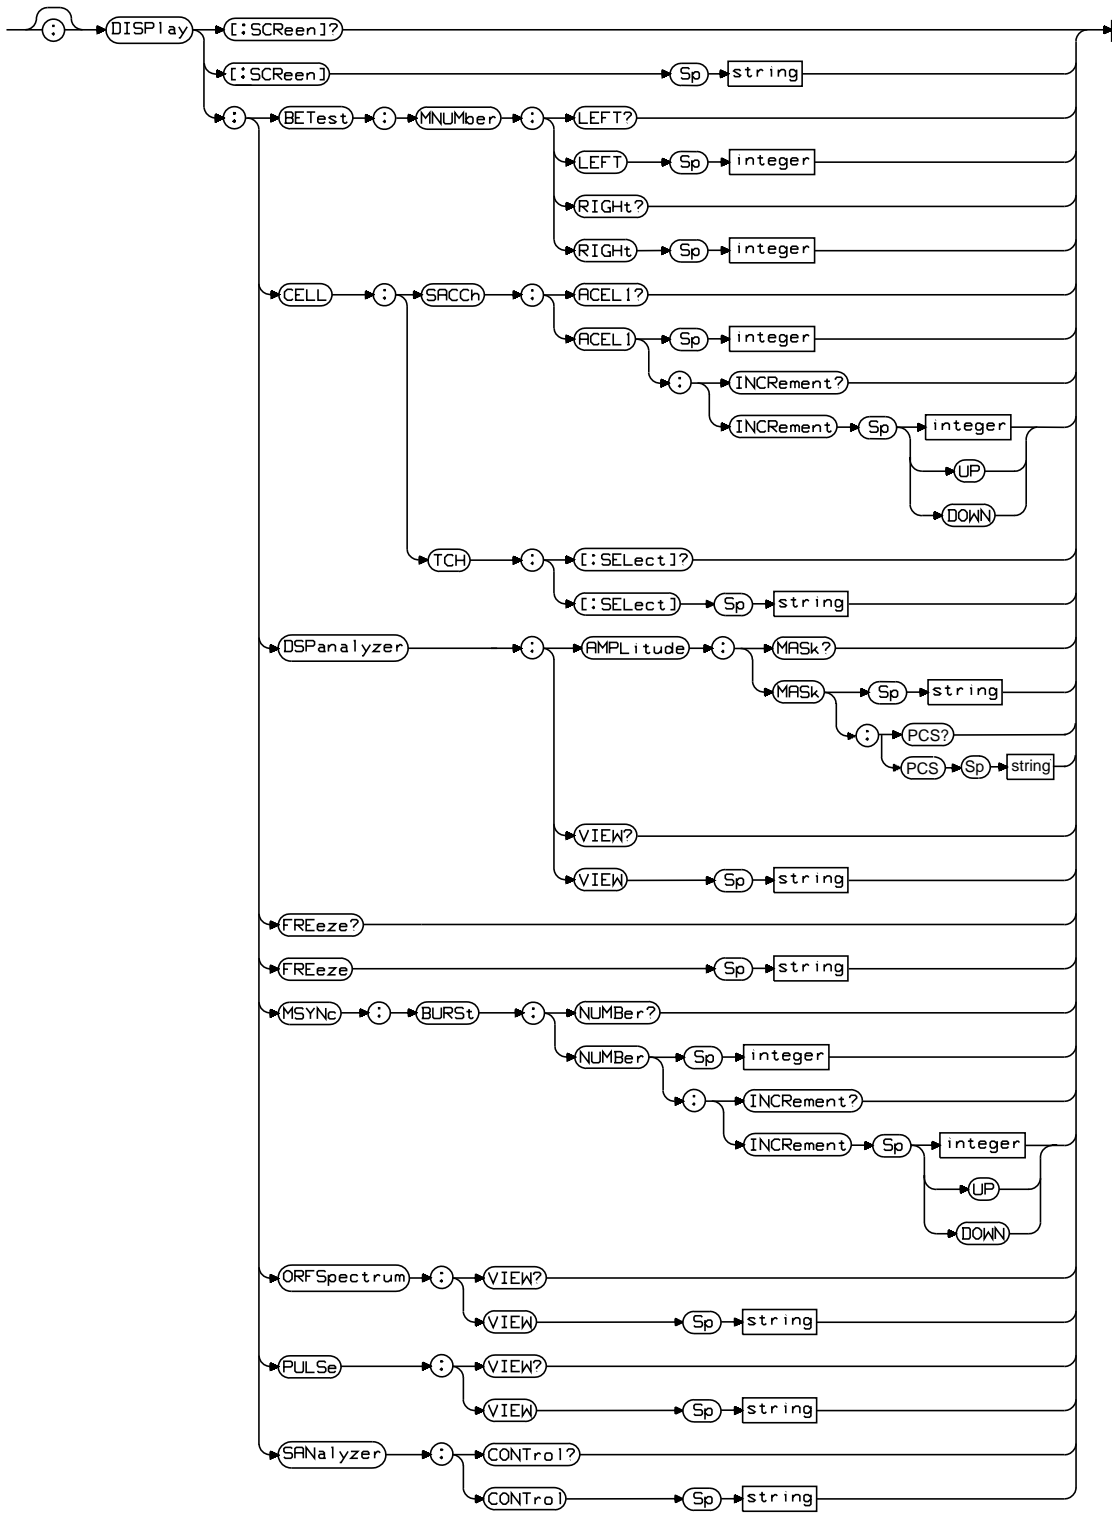 : DISPlay [:SCReen]?
[:SCReen] Sp string
: BETest : MNUMber : LEFT?
LEFT Sp integer
RIGHt?
RIGHt Sp integer
CELL : SACCh : ACEL1?
ACEL1 Sp integer
: INCRement?
INCRement Sp integer
UP
DOWN
TCH : [:SELect]?
[:SELect] Sp string
DSPanalyzer : AMPLitude : MASk?
MASk Sp string
: PCS?
PCS Sp string
VIEW?
VIEW Sp string
FREeze?
FREeze Sp string
MSYNc : BURSt : NUMBer?
NUMBer Sp integer
: INCRement?
INCRement Sp integer
UP
DOWN
ORFSpectrum : VIEW?
VIEW Sp string
PULSe : VIEW?
VIEW Sp string
SANalyzer : CONTrol?
CONTrol Sp string